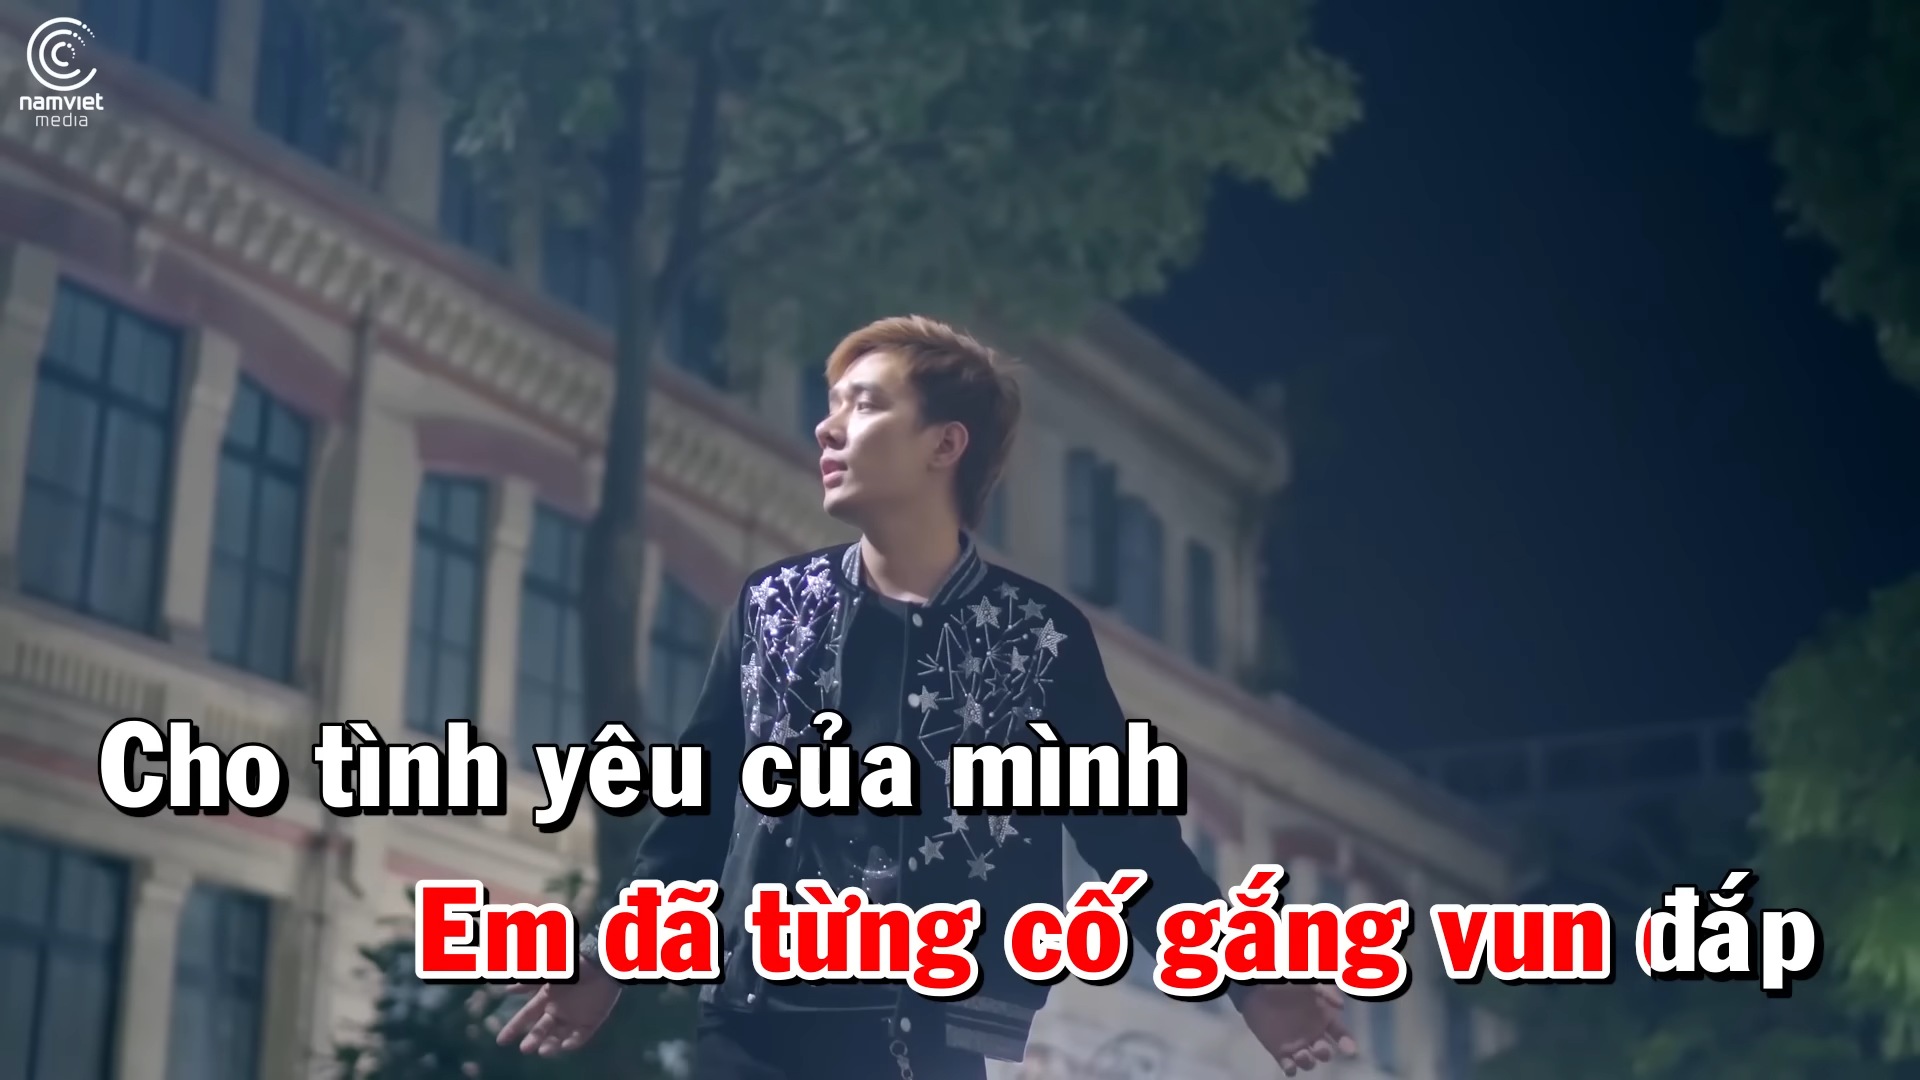 namviet
media
Cho tình yêu của mình
Em đã từng cố gắng vun đắp